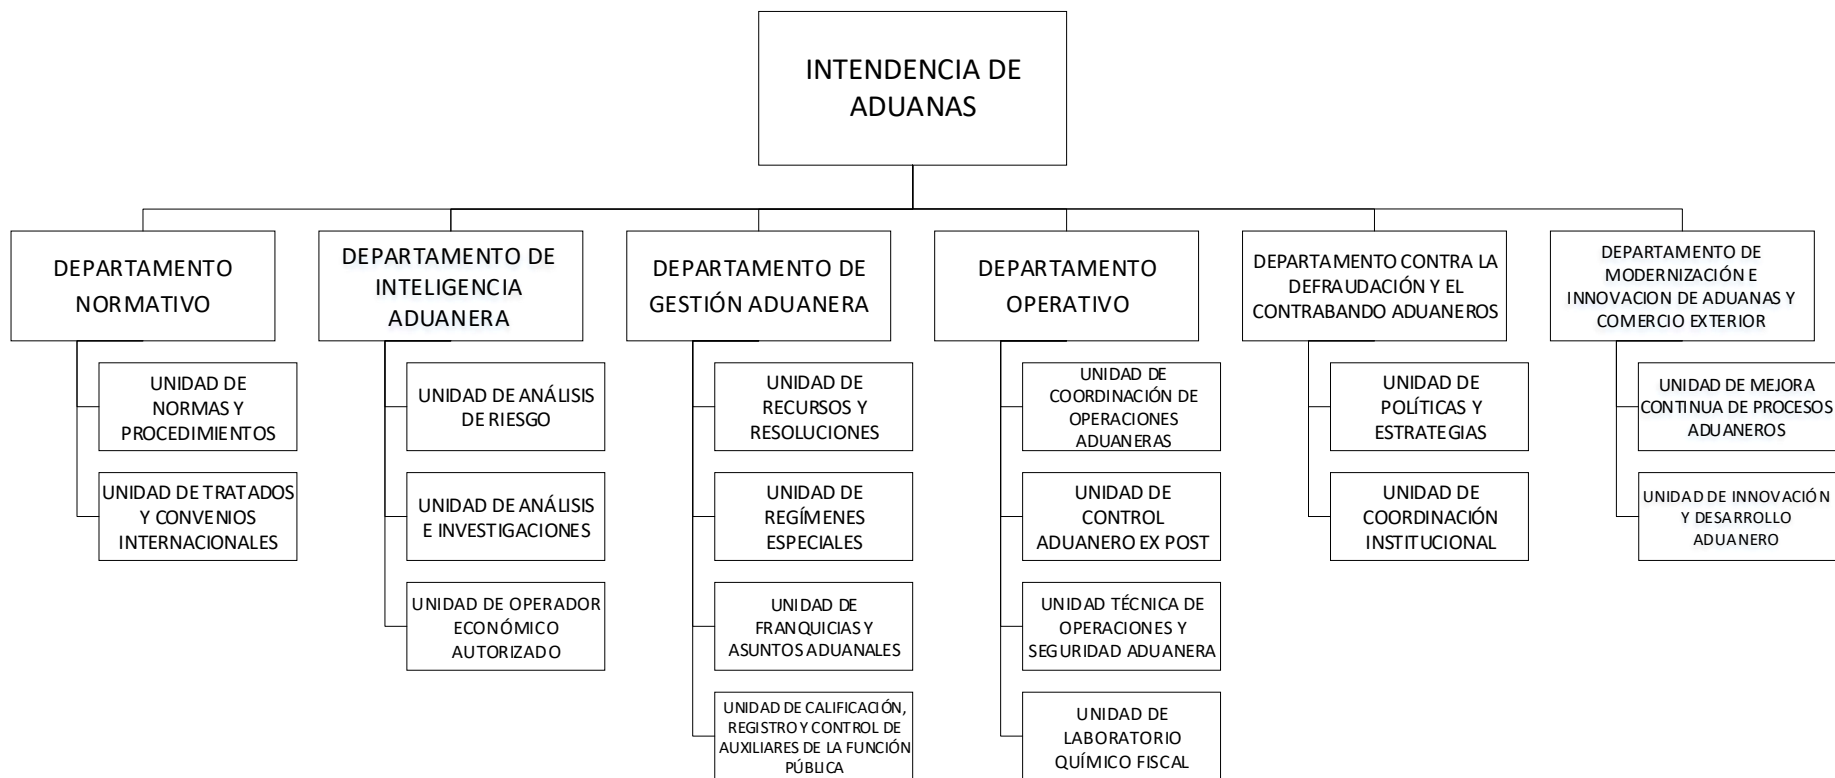 INTENDENCIA DE
ADUANAS
DEPARTAMENTO
NORMATIVO
DEPARTAMENTO DE
INTELIGENCIA
ADUANERA
DEPARTAMENTO DE
GESTIÓN ADUANERA
DEPARTAMENTO
OPERATIVO
DEPARTAMENTO CONTRA LA
DEFRAUDACIÓN Y EL
CONTRABANDO ADUANEROS
DEPARTAMENTO DE
MODERNIZACIÓN E
INNOVACION DE ADUANAS Y
COMERCIO EXTERIOR
UNIDAD DE
NORMAS Y
PROCEDIMIENTOS
UNIDAD DE TRATADOS
Y CONVENIOS
INTERNACIONALES
UNIDAD DE ANÁLISIS
DE RIESGO
UNIDAD DE ANÁLISIS
E INVESTIGACIONES
UNIDAD DE OPERADOR
ECONÓMICO
AUTORIZADO
UNIDAD DE
RECURSOS Y
RESOLUCIONES
UNIDAD DE
REGÍMENES
ESPECIALES
UNIDAD DE
FRANQUICIAS Y
ASUNTOS ADUANALES
UNIDAD DE CALIFICACIÓN,
REGISTRO Y CONTROL DE
AUXILIARES DE LA FUNCIÓN
PÚBLICA
UNIDAD DE
COORDINACIÓN DE
OPERACIONES
ADUANERAS
UNIDAD DE
CONTROL
ADUANERO EX POST
UNIDAD TÉCNICA DE
OPERACIONES Y
SEGURIDAD ADUANERA
UNIDAD DE
LABORATORIO
QUÍMICO FISCAL
UNIDAD DE
POLÍTICAS Y
ESTRATEGIAS
UNIDAD DE
COORDINACIÓN
INSTITUCIONAL
UNIDAD DE MEJORA
CONTINUA DE PROCESOS
ADUANEROS
UNIDAD DE INNOVACIÓN
Y DESARROLLO
ADUANERO